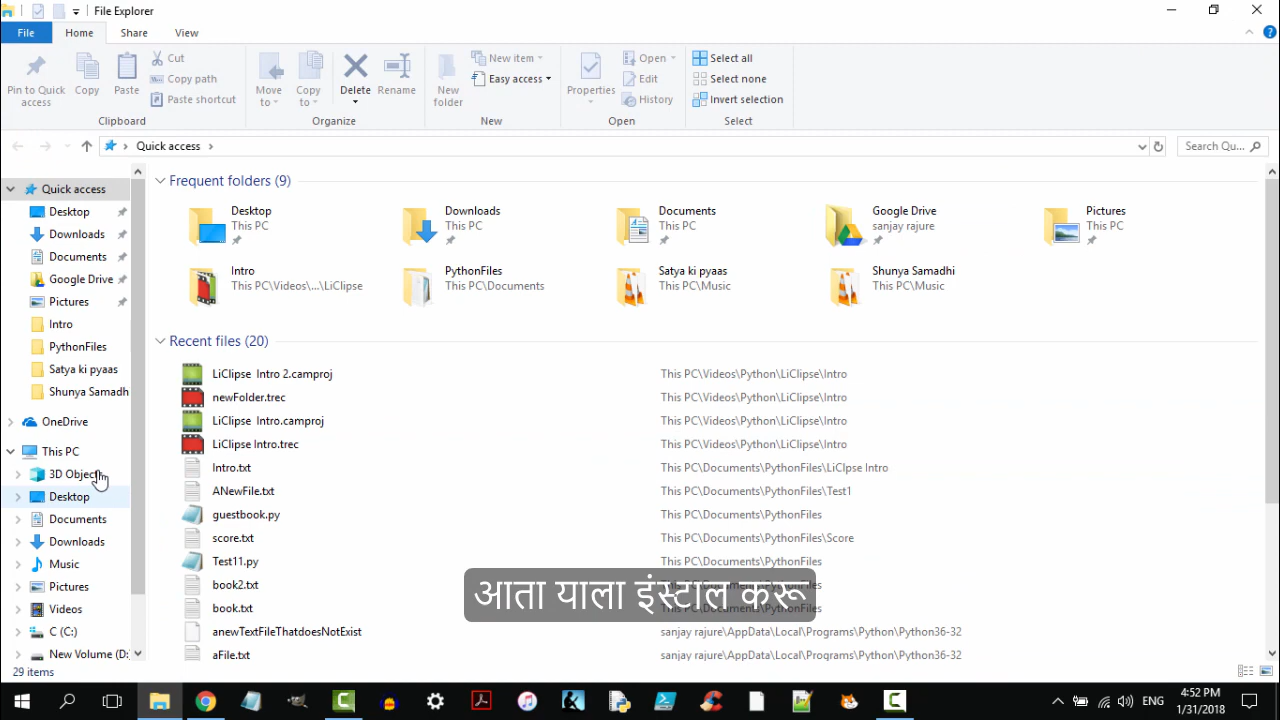 File Explorer
File
Home
Share
View
Pin to Quick access
Copy
Paste
Cut
Copy path
Paste shortcut
Clipboard
Move to
Copy to
Delete
Rename
Organize
New folder
New item
Easy access
New
Properties
Open
Edit
History
Open
Select all
Select none
Invert selection
Select
Quick access
Search Qu...
Quick access
Desktop
Downloads
Documents
Google Drive
Pictures
Intro
PythonFiles
Satya ki pyaas
Shunya Samadh
OneDrive
This PC
3D Objects
Desktop
Documents
Downloads
Music
Pictures
Videos
C (C:)
New Volume (D:
Frequent folders (9)
Desktop
This PC
Downloads
This PC
Documents
This PC
Google Drive
sanjay rajure
Pictures
This PC
Intro
This PC\Videos\...\LiClipse
PythonFiles
This PC\Documents
Satya ki pyaas
This PC\Music
Shunya Samadhi
This PC\Music
Recent files (20)
LiClipse Intro 2.camproj This PC\Videos\Python\LiClipse\Intro
newFolder.trec This PC\Videos\Python\LiClipse\Intro
LiClipse Intro.camproj This PC\Videos\Python\LiClipse\Intro
LiClipse Intro.trec This PC\Videos\Python\LiClipse\Intro
Intro.txt This PC\Documents\PythonFiles\LiClpse Intro
ANewFile.txt This PC\Documents\PythonFiles\Test1
guestbook.py This PC\Documents\PythonFiles
score.txt This PC\Documents\PythonFiles\Score
Test11.py This PC\Documents\PythonFiles
book2.txt This PC\Documents\PythonFiles
book.txt This PC\Documents\PythonFiles
आता याला इंस्टाल करू
anewTextFileThatdoesNotExist sanjay rajure\AppData\Local\Programs\Python\Python36-32
aFile.txt sanjay rajure\AppData\Local\Programs\Python\Python36-32
29 items
ENG
4:52 PM
1/31/2018